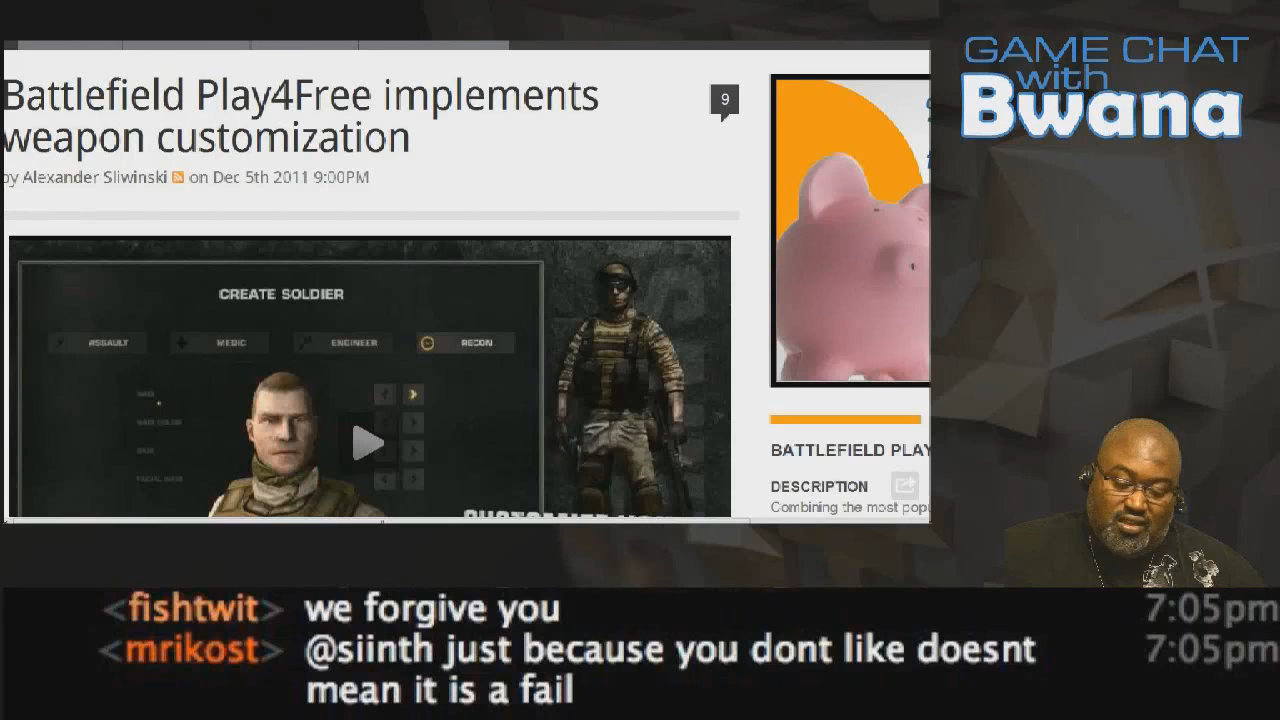 GAME CHAT
with
Bwana
Battlefield Play4Free implements
weapon customization
9
by Alexander Sliwinski on Dec 5th 2011 9:00PM
CREATE SOLDIER
ASSAULT
MEDIC
ENGINEER
RECON
BATTLEFIELD PLAY
DESCRIPTION
Combining the most popu
<fishtwit> we forgive you 7:05pm
<mrikost> @siinth just because you dont like doesnt 7:05pm
mean it is a fail